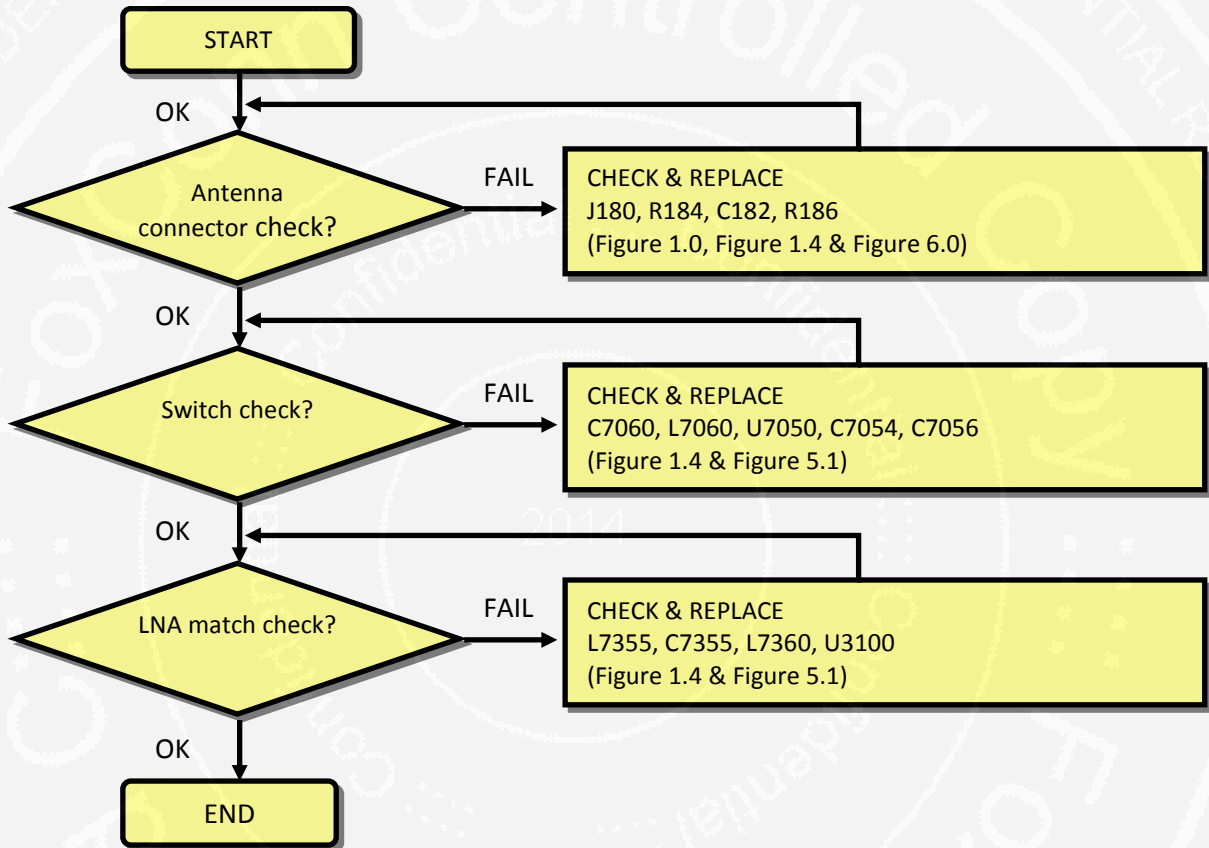 START
OK
Antenna
connector check?
FAIL
CHECK & REPLACE
J180, R184, C182, R186
(Figure 1.0, Figure 1.4 & Figure 6.0)
OK
Switch check?
FAIL
CHECK & REPLACE
C7060, L7060, U7050, C7054, C7056
(Figure 1.4 & Figure 5.1)
OK
LNA match check?
FAIL
CHECK & REPLACE
L7355, C7355, L7360, U3100
(Figure 1.4 & Figure 5.1)
OK
END
2014